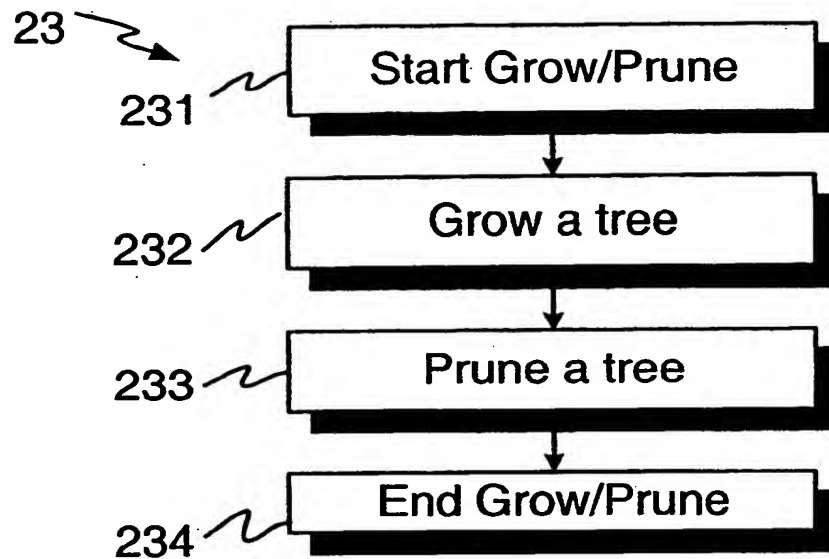 23
Start Grow/Prune
231
Grow a tree
232
Prune a tree
233
End Grow/Prune
234